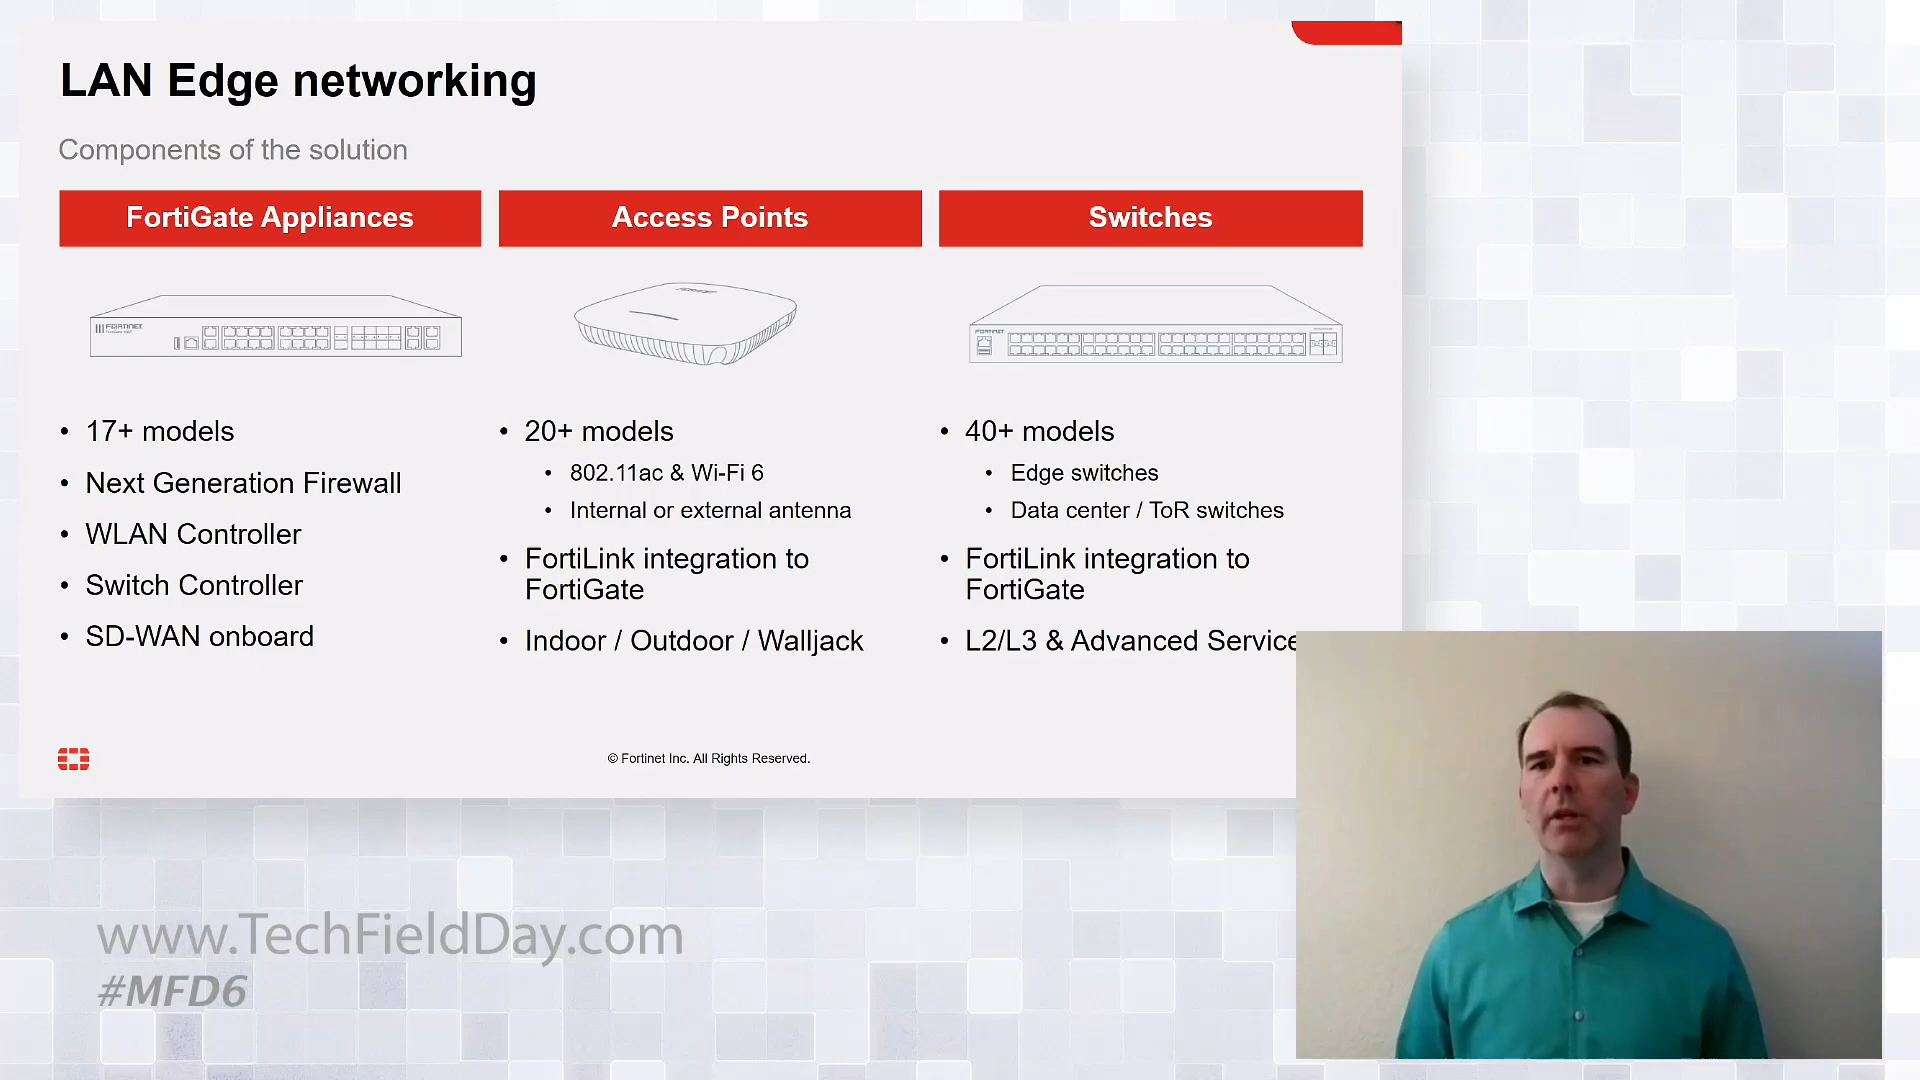 LAN Edge networking
Components of the solution
FortiGate Appliances
Access Points
Switches
FORTINET
FORTINET
• 17+ models
• Next Generation Firewall
• WLAN Controller
• Switch Controller
• SD-WAN onboard
• 20+ models
• 802.11ac & Wi-Fi 6
• Internal or external antenna
• FortiLink integration to
FortiGate
• Indoor / Outdoor / Walljack
• 40+ models
• Edge switches
• Data center / ToR switches
• FortiLink integration to
FortiGate
• L2/L3 & Advanced Service
© Fortinet Inc. All Rights Reserved.
www.TechFieldDay.com
#MFD6